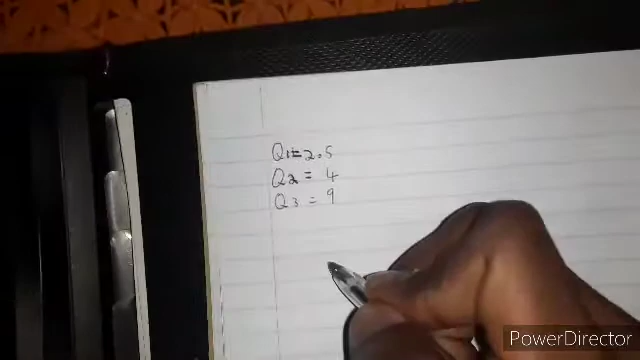 Q1=2.5
Q2 = 4
Q3 = 9
PowerDirector